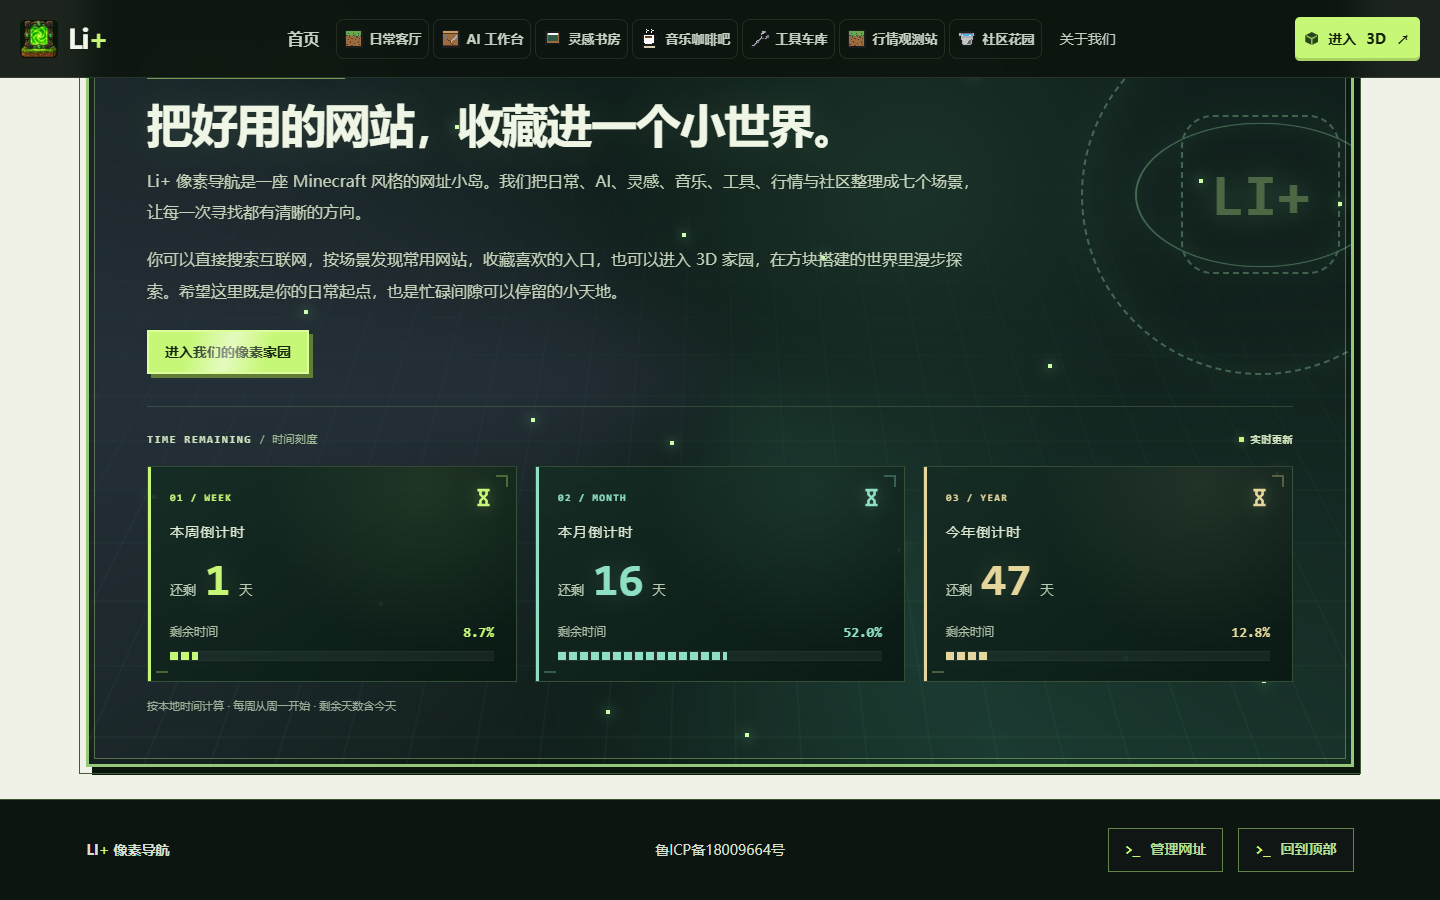 Li+
首页
日常客厅
AI 工作台
灵感书房
音乐咖啡吧
工具车库
行情观测站
社区花园
关于我们
进入 3D ↗
把好用的网站，收藏进一个小世界。
Li+ 像素导航是一座 Minecraft 风格的网址小岛。我们把日常、AI、灵感、音乐、工具、行情与社区整理成七个场景，
让每一次寻找都有清晰的方向。
LI+
你可以直接搜索互联网，按场景发现常用网站，收藏喜欢的入口，也可以进入 3D 家园，在方块搭建的世界里漫步探
索。希望这里既是你的日常起点，也是忙碌间隙可以停留的小天地。
进入我们的像素家园
TIME REMAINING / 时间刻度
实时更新
01 / WEEK
本周倒计时
还剩 1 天
剩余时间 8.7%
02 / MONTH
本月倒计时
还剩 16 天
剩余时间 52.0%
03 / YEAR
今年倒计时
还剩 47 天
剩余时间 12.8%
按本地时间计算 · 每周从周一开始 · 剩余天数含今天
LI+ 像素导航
鲁ICP备18009664号
>_ 管理网址
>_ 回到顶部